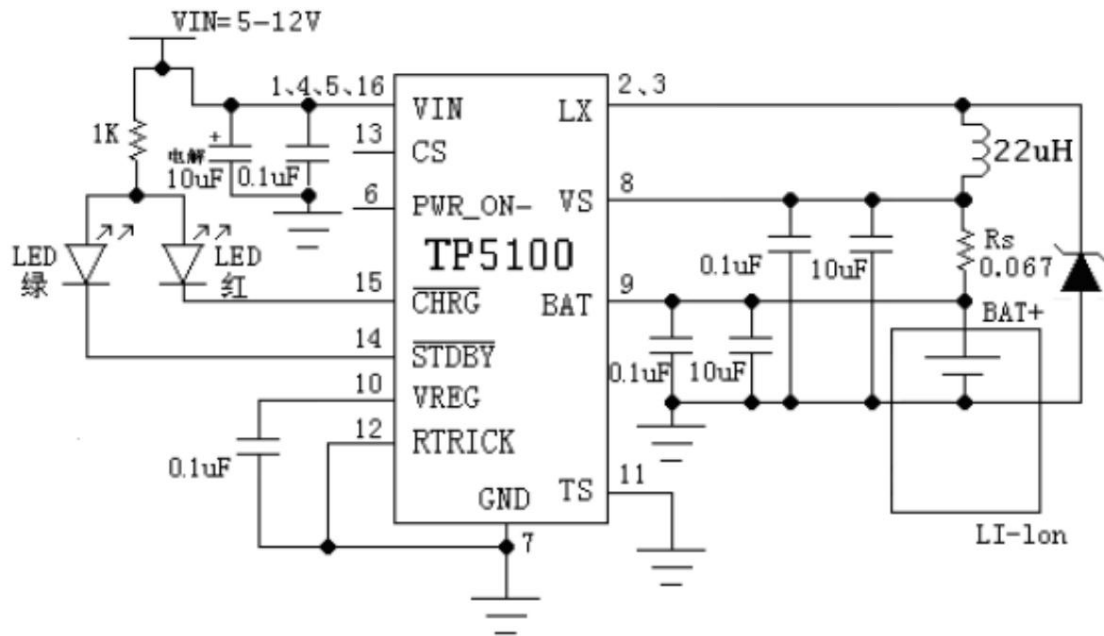 VIN=5-12V
1、4、5、16
VIN
LX
2、3
1K
13
CS
电解
+
10uF
0.1uF
22uH
6
PWR_ON-
VS
8
TP5100
LED
绿
LED
红
0.1uF
10uF
Rs
0.067
15
CHRG
BAT
9
BAT+
14
STDBY
0.1uF
10uF
10
VREG
12
RTRICK
0.1uF
TS
11
GND
7
LI-lon